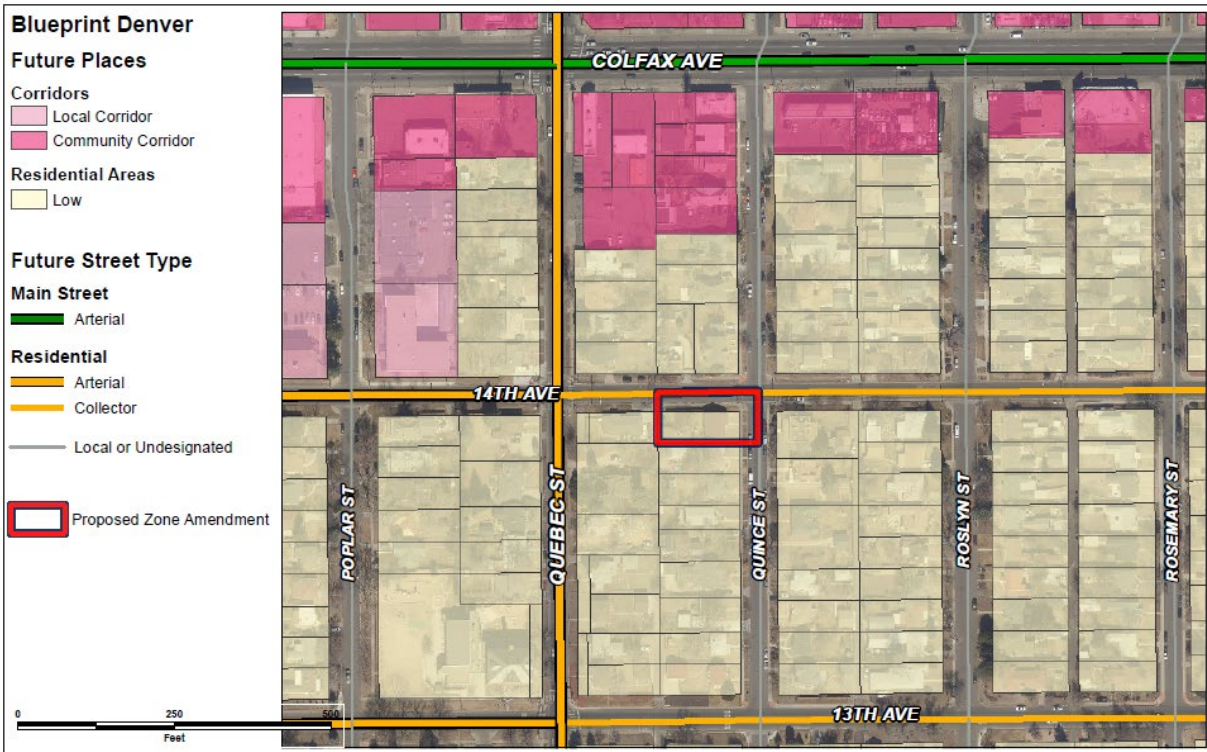 Blueprint Denver
Future Places
Corridors
Local Corridor
Community Corridor
Residential Areas
Low
Future Street Type
Main Street
Arterial
Residential
Arterial
Collector
Local or Undesignated
Proposed Zone Amendment
0 250 500
Feet
COLFAX AVE
14TH AVE
POPLAR ST
QUEBEC ST
QUINCE ST
ROSLYN ST
ROSEMARY ST
13TH AVE